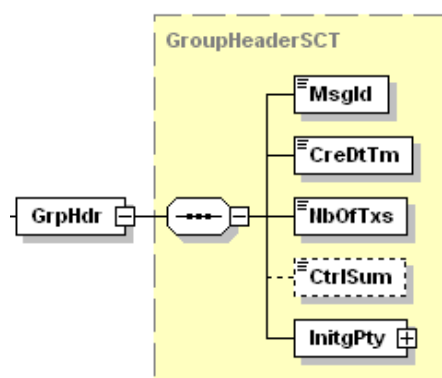 GroupHeaderSCT
MsgId
CreDtTm
GrpHdr
NbOfTxs
CtrlSum
InitgPty